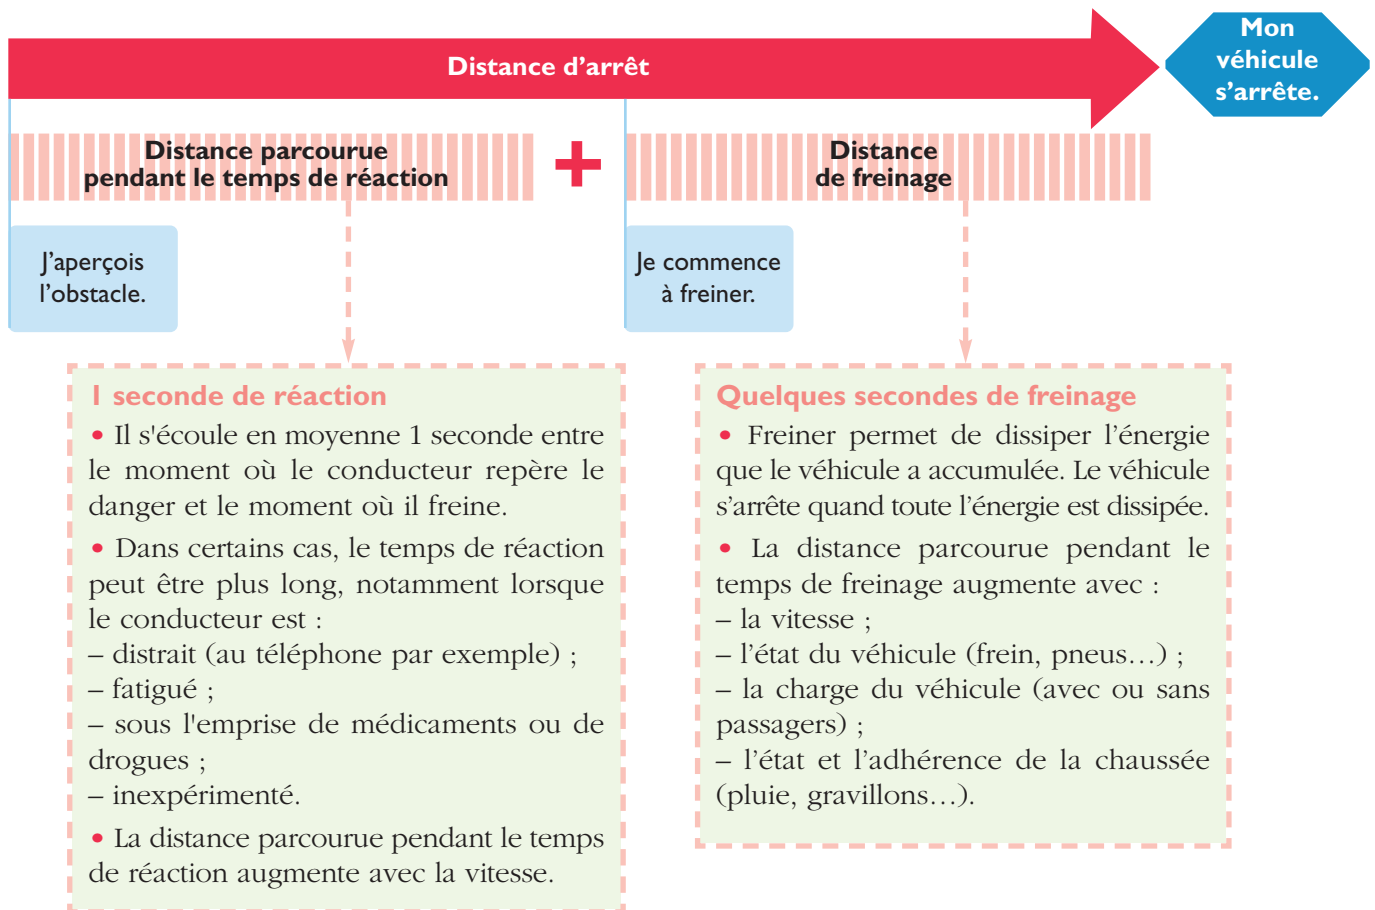 Distance d’arrêt
Mon
véhicule
s’arrête.
Distance parcourue
pendant le temps de réaction
+
Distance
de freinage
J’aperçois
l’obstacle.
Je commence
à freiner.
1 seconde de réaction
• Il s'écoule en moyenne 1 seconde entre
le moment où le conducteur repère le
danger et le moment où il freine.
• Dans certains cas, le temps de réaction
peut être plus long, notamment lorsque
le conducteur est :
– distrait (au téléphone par exemple) ;
– fatigué ;
– sous l'emprise de médicaments ou de
drogues ;
– inexpérimenté.
• La distance parcourue pendant le temps
de réaction augmente avec la vitesse.
Quelques secondes de freinage
• Freiner permet de dissiper l’énergie
que le véhicule a accumulée. Le véhicule
s’arrête quand toute l’énergie est dissipée.
• La distance parcourue pendant le
temps de freinage augmente avec :
– la vitesse ;
– l’état du véhicule (frein, pneus…) ;
– la charge du véhicule (avec ou sans
passagers) ;
– l’état et l’adhérence de la chaussée
(pluie, gravillons…).